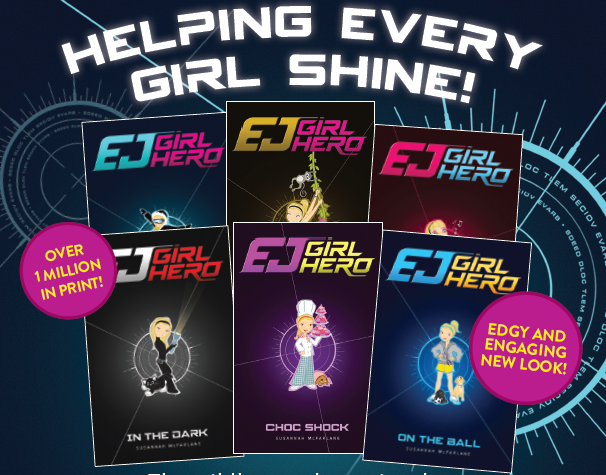 HELPING EVERY
GIRL SHINE!
EJ GIRL
HERO
EJ GIRL
HERO
EJ GIRL
HERO
OVER
1 MILLION
IN PRINT!
EJ GIRL
HERO
IN THE DARK
SUSANNAH McFARLANE
EJ GIRL
HERO
CHOC SHOCK
SUSANNAH McFARLANE
EJ GIRL
HERO
ON THE BALL
SUSANNAH McFARLANE
EDGY AND
ENGAGING
NEW LOOK!